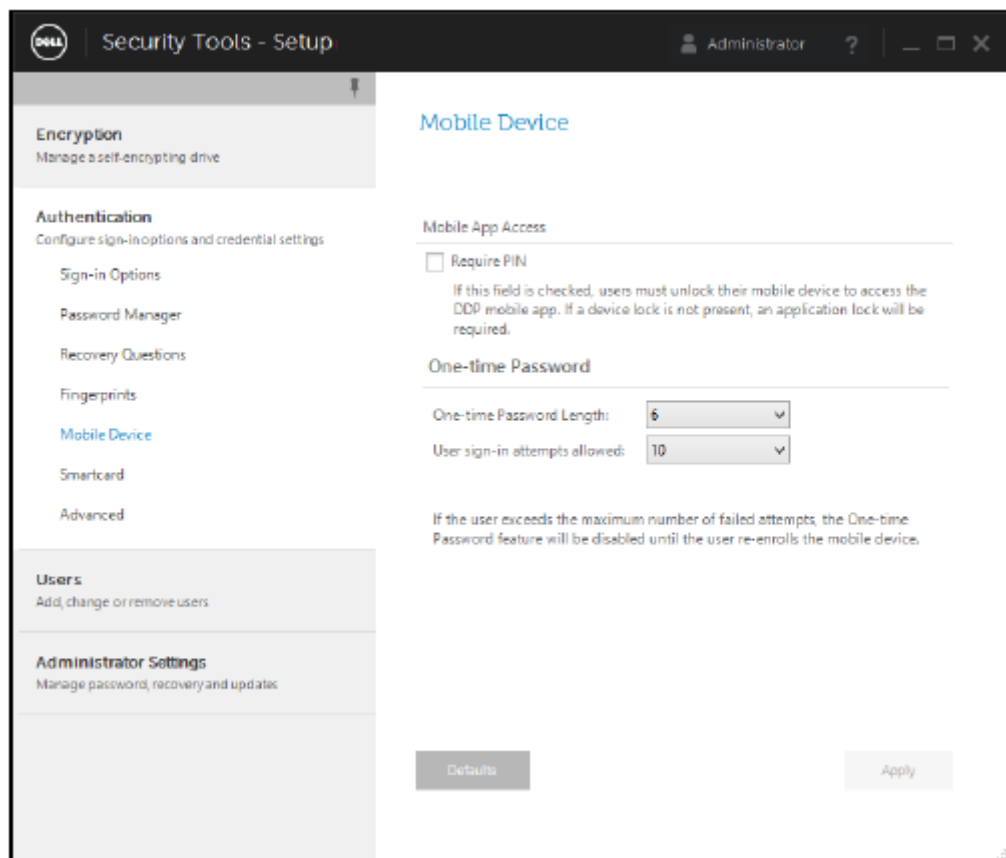 DELL
Security Tools - Setup
Administrator
?
Encryption
Manage a self-encrypting drive
Authentication
Configure sign-in options and credential settings
Sign-in Options
Password Manager
Recovery Questions
Fingerprints
Mobile Device
Smartcard
Advanced
Users
Add, change or remove users
Administrator Settings
Manage password, recovery and updates
Mobile Device
Mobile App Access
Require PIN
If this field is checked, users must unlock their mobile device to access the
DDP mobile app. If a device lock is not present, an application lock will be
required.
One-time Password
One-time Password Length: 6
User sign-in attempts allowed: 10
If the user exceeds the maximum number of failed attempts, the One-time
Password feature will be disabled until the user re-enrolls the mobile device.
Defaults
Apply